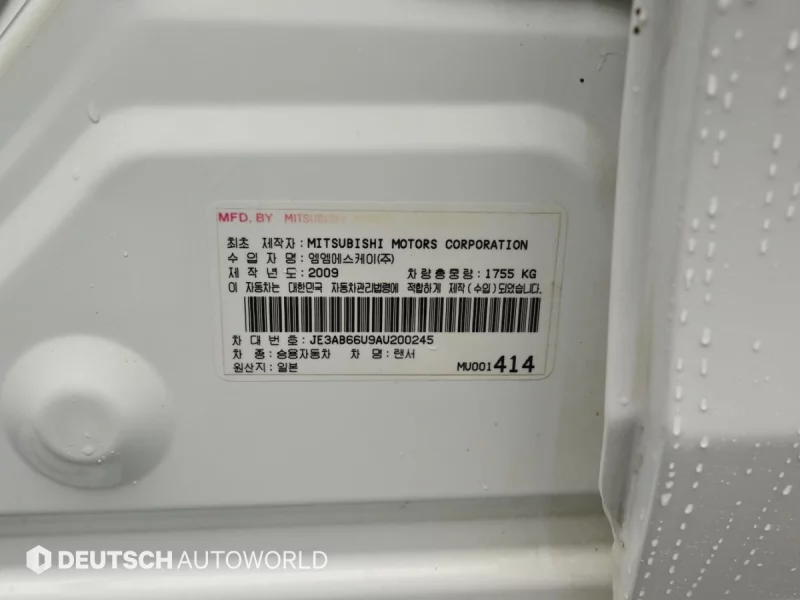 MFD. BY MITSUBISHI
최초 제작자 : MITSUBISHI MOTORS CORPORATION
수 입 자 명 : 엠엠에스케이(주)
제 작 년 도 : 2009 차량총중량 : 1755 KG
이 자동차는 대한민국 자동차관리법령에 적합하게 제작(수입)되었습니다.
차 대 번 호 : JE3AB66U9AU200245
차 종 : 승용자동차 차 명 : 랜서
원산지 : 일본 MU001414
DEUTSCH AUTOWORLD